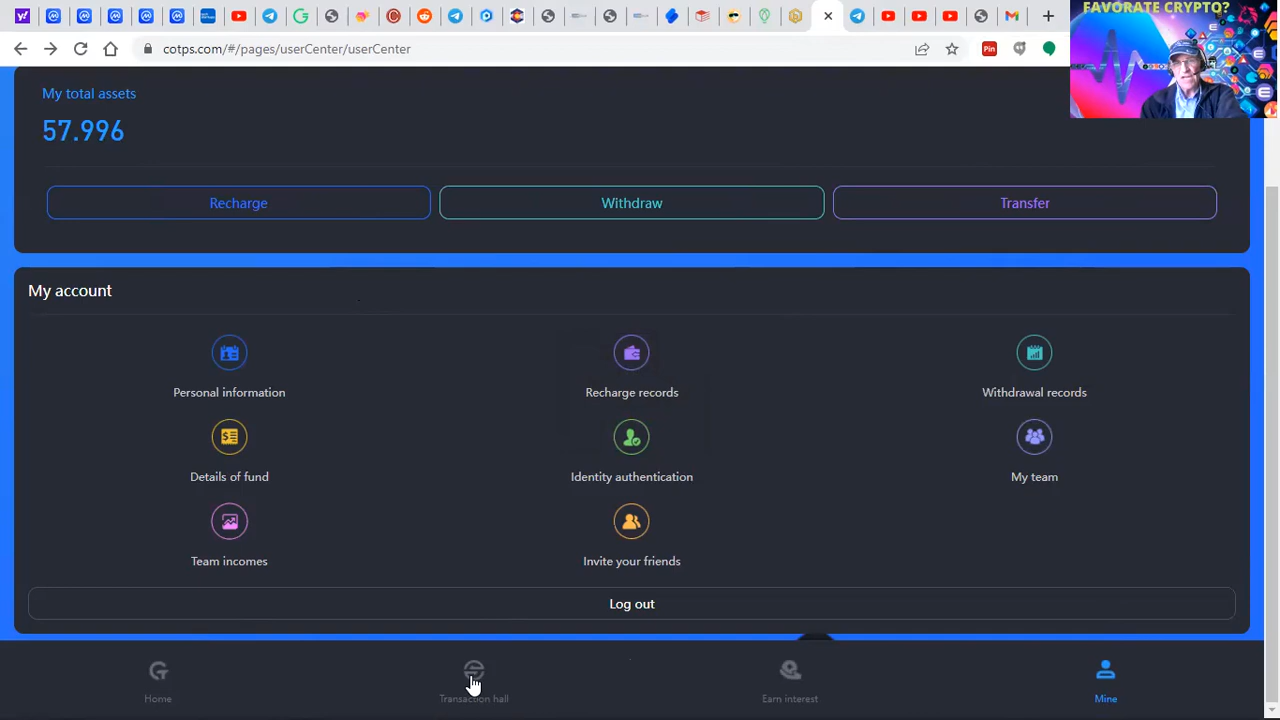 FAVORATE CRYPTO?
cotps.com/#/pages/userCenter/userCenter
Pin
My total assets
57.996
Recharge
Withdraw
Transfer
My account
Personal information
Recharge records
Withdrawal records
Details of fund
Identity authentication
My team
Team incomes
Invite your friends
Log out
Home
Transaction hall
Earn interest
Mine